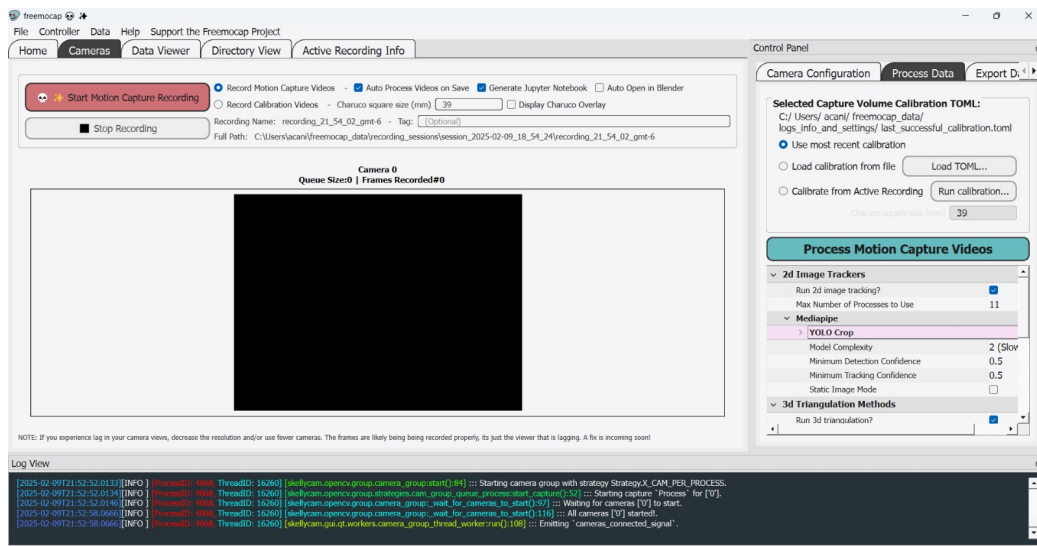 freemocap
File Controller Data Help Support the Freemocap Project
Home Cameras Data Viewer Directory View Active Recording Info
Start Motion Capture Recording
Record Motion Capture Videos - Auto Process Videos on Save Generate Jupyter Notebook Auto Open in Blender
Record Calibration Videos - Charuco square size (mm) 39 Display Charuco Overlay
Stop Recording
Recording Name: recording_21_54_02_gmt-6 - Tag: (Optional)
Full Path: C:\Users\acani\freemocap_data\recording_sessions\session_2025-02-09_18_54_24\recording_21_54_02_gmt-6
Camera 0
Queue Size:0 | Frames Recorded#0
NOTE: If you experience lag in your camera views, decrease the resolution and/or use fewer cameras. The frames are likely being being recorded properly, its just the viewer that is lagging. A fix is incoming soon!
Control Panel
Camera Configuration Process Data Export Da
Selected Capture Volume Calibration TOML:
C:/ Users/ acani/ freemocap_data/
logs_info_and_settings/ last_successful_calibration.toml
Use most recent calibration
Load calibration from file Load TOML...
Calibrate from Active Recording Run calibration...
Charuco square size (mm) 39
Process Motion Capture Videos
2d Image Trackers
Run 2d image tracking?
Max Number of Processes to Use 11
Mediapipe
YOLO Crop
Model Complexity 2 (Slow
Minimum Detection Confidence 0.5
Minimum Tracking Confidence 0.5
Static Image Mode
3d Triangulation Methods
Run 3d triangulation?
Log View
[2025-02-09T21:52:52.0133][INFO ] [ProcessID: 4068, ThreadID: 16260] [skellycam.opencv.group.camera_group:start():84] ::: Starting camera group with strategy Strategy.X_CAM_PER_PROCESS.
[2025-02-09T21:52:52.0134][INFO ] [ProcessID: 4068, ThreadID: 16260] [skellycam.opencv.group.strategies.cam_group_queue_process:start_capture():52] ::: Starting capture `Process` for ['0'].
[2025-02-09T21:52:52.0146][INFO ] [ProcessID: 4068, ThreadID: 16260] [skellycam.opencv.group.camera_group:_wait_for_cameras_to_start():97] ::: Waiting for cameras ['0'] to start.
[2025-02-09T21:52:58.0666][INFO ] [ProcessID: 4068, ThreadID: 16260] [skellycam.opencv.group.camera_group:_wait_for_cameras_to_start():116] ::: All cameras ['0'] started!.
[2025-02-09T21:52:58.0666][INFO ] [ProcessID: 4068, ThreadID: 16260] [skellycam.gui.qt.workers.camera_group_thread_worker:run():108] ::: Emitting `cameras_connected_signal`.